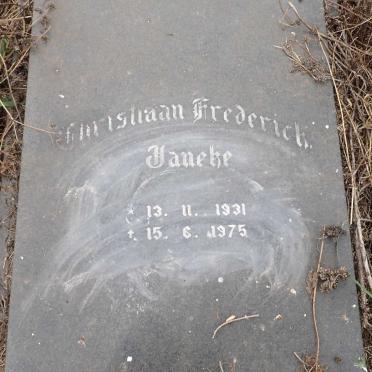 Christiaan Frederick
Janeke
* 13. 11. 1931
† 15. 6. 1975